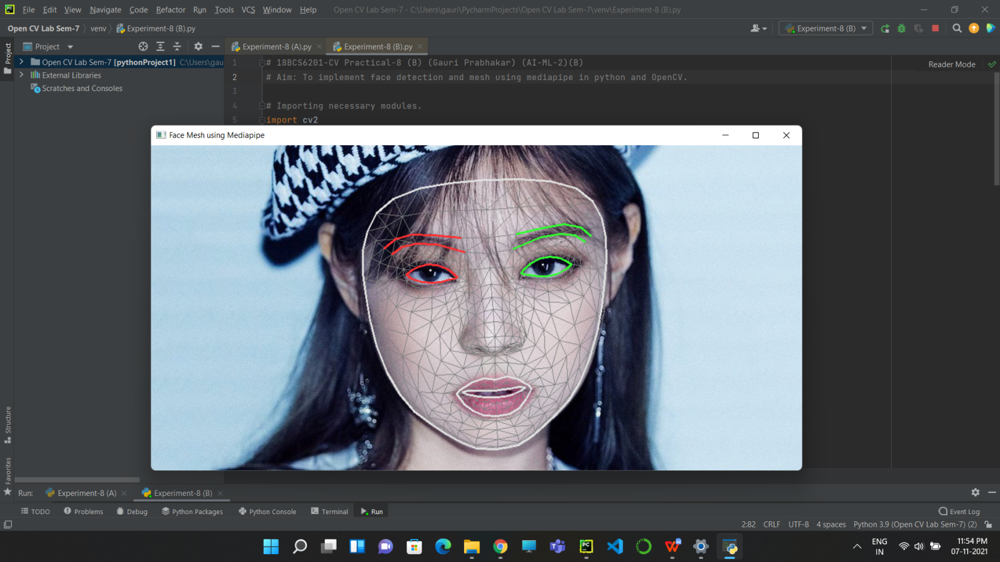 File Edit View Navigate Code Refactor Run Tools VCS Window Help Open CV Lab Sem-7 - C:\Users\gauri\PycharmProjects\Open CV Lab Sem-7\venv\Experiment-8 (B).py
Open CV Lab Sem-7 venv Experiment-8 (B).py Experiment-8 (B)
Project Project Experiment-8 (A).py Experiment-8 (B).py
Open CV Lab Sem-7 [pythonProject1] C:\Users\gau
External Libraries
Scratches and Consoles
1 # 18BCS6201-CV Practical-8 (B) (Gauri Prabhakar) (AI-ML-2)(B)
2 # Aim: To implement face detection and mesh using mediapipe in python and OpenCV.
3
4 # Importing necessary modules.
5 import cv2
Reader Mode
Face Mesh using Mediapipe
Structure
Favorites
Run: Experiment-8 (A) Experiment-8 (B)
TODO Problems Debug Python Packages Python Console Terminal Run Event Log
2:82 CRLF UTF-8 4 spaces Python 3.9 (Open CV Lab Sem-7) (2)
ENG
IN
11:54 PM
07-11-2021